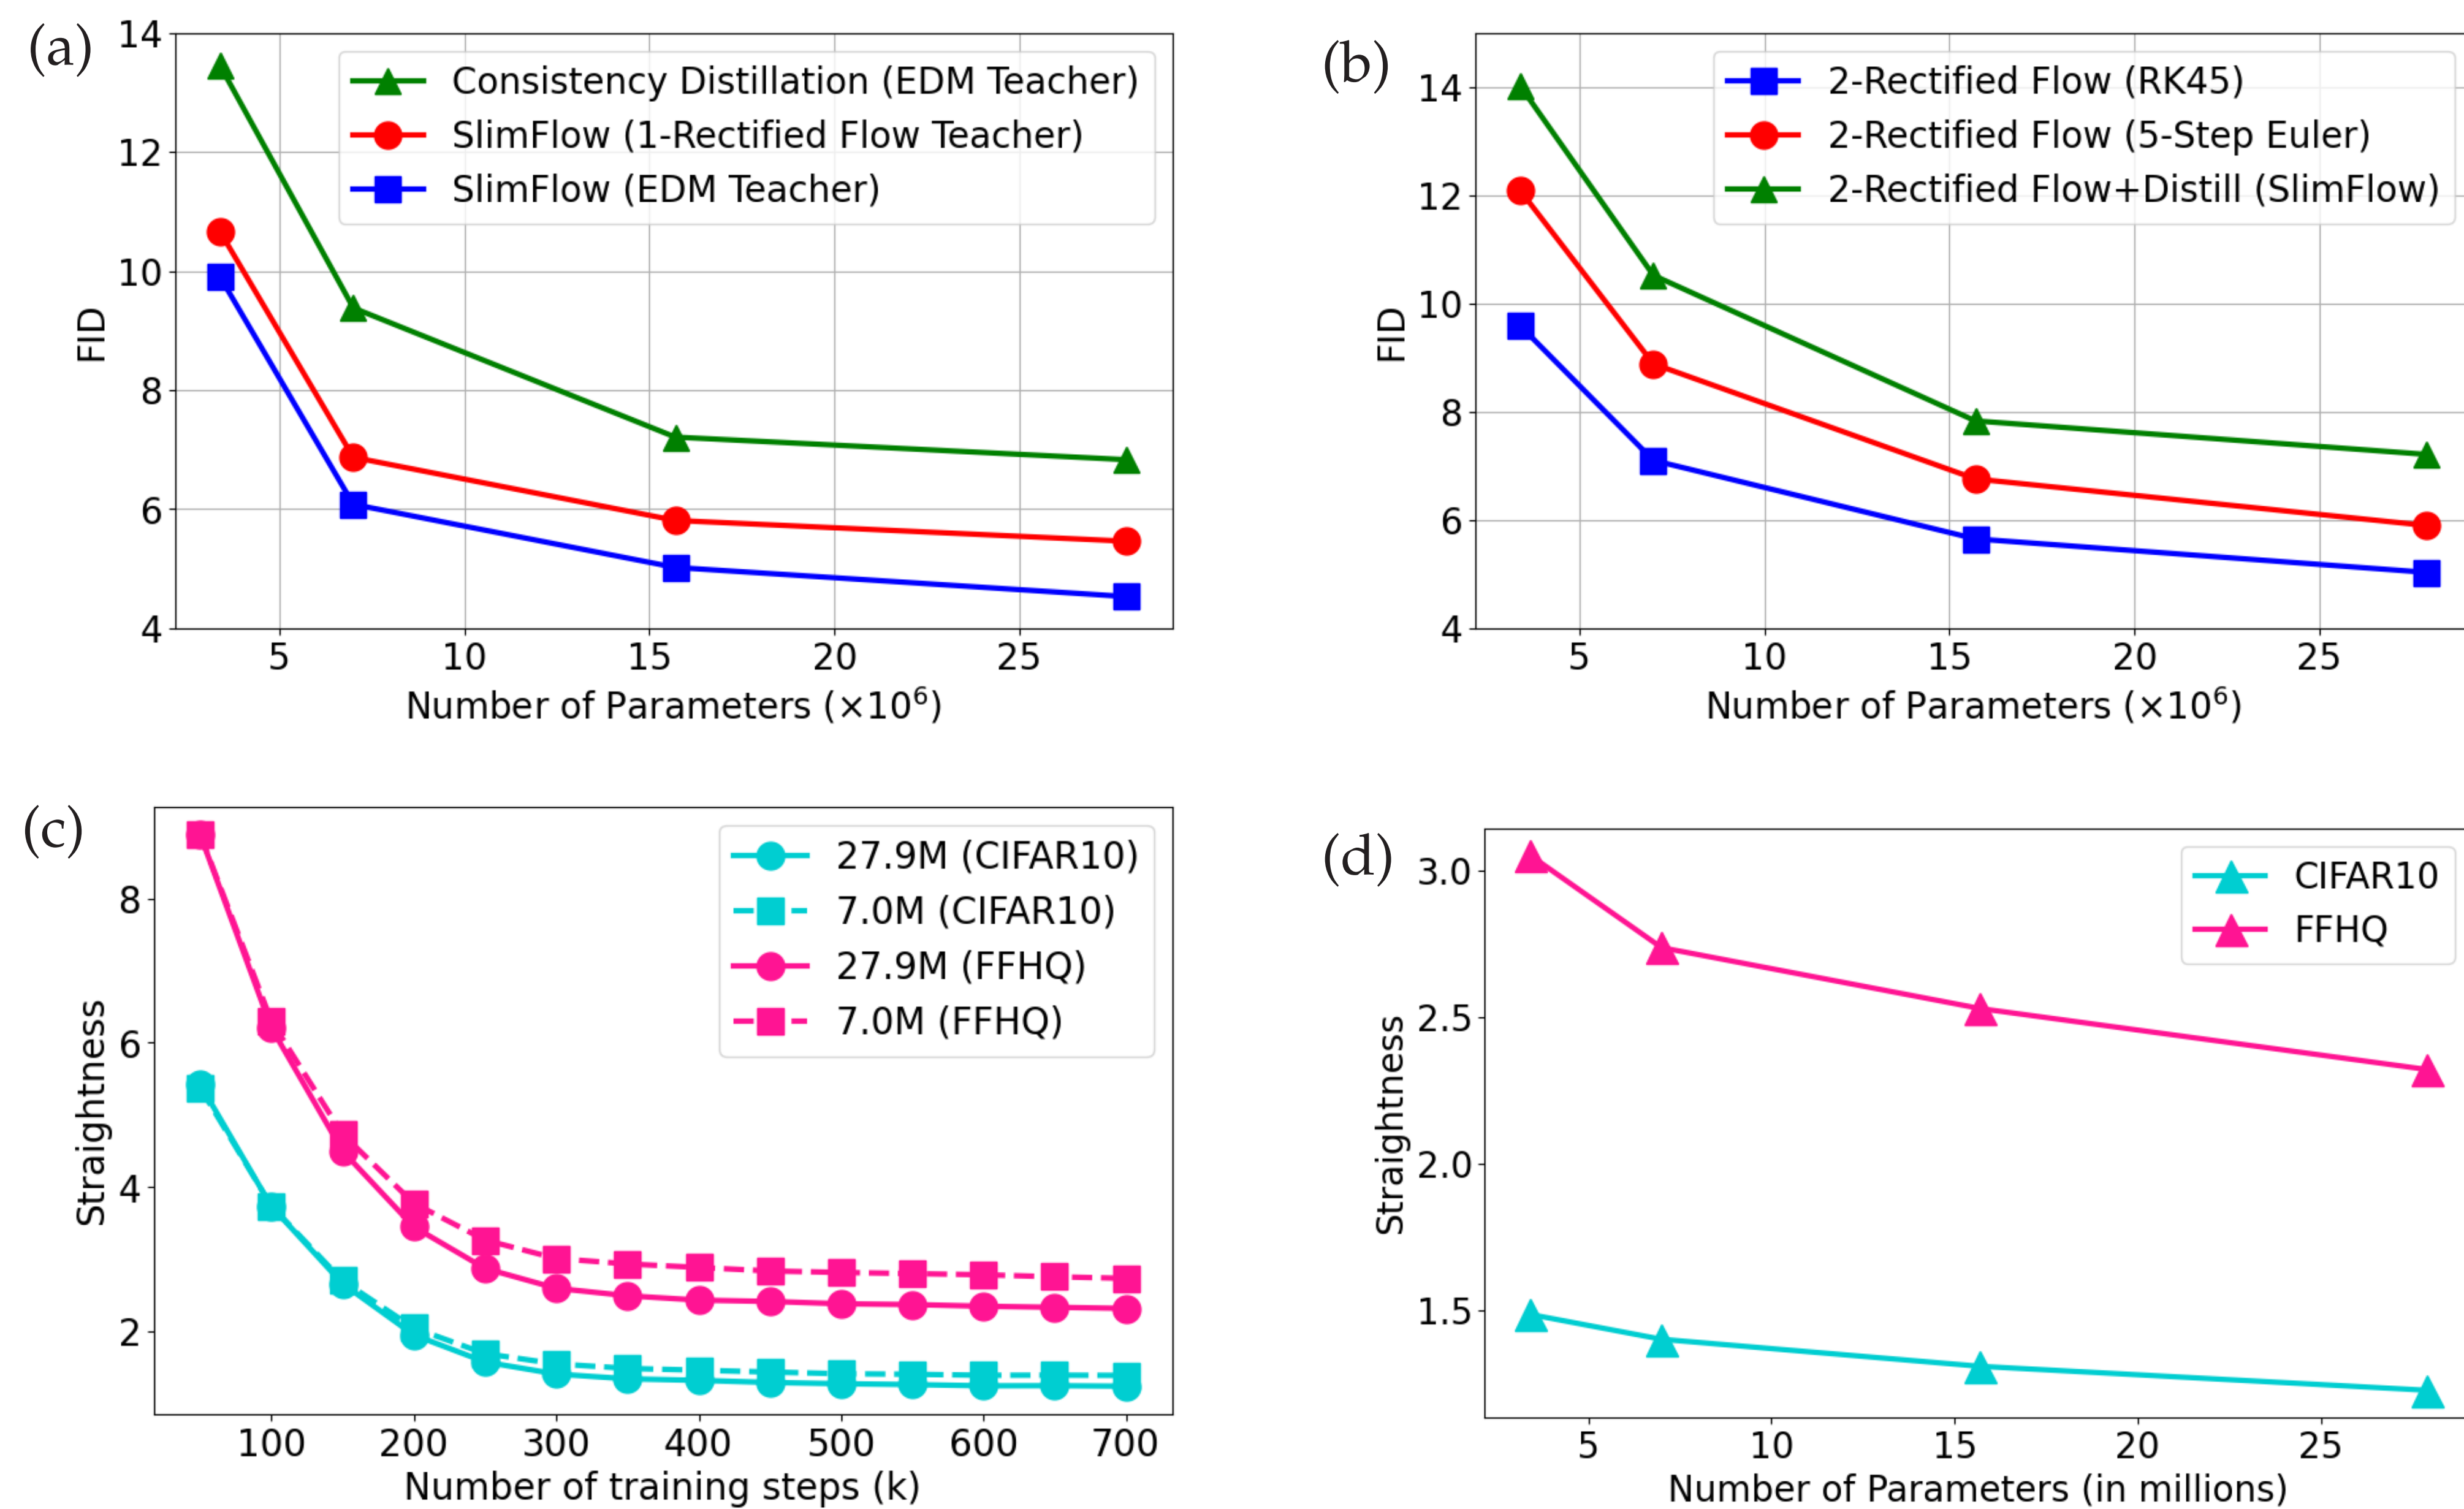 (a)
14
12
10
8
6
4
FID
Consistency Distillation (EDM Teacher)
SlimFlow (1-Rectified Flow Teacher)
SlimFlow (EDM Teacher)
5 10 15 20 25
Number of Parameters (×10⁶)
(b)
14
12
10
8
6
4
FID
2-Rectified Flow (RK45)
2-Rectified Flow (5-Step Euler)
2-Rectified Flow+Distill (SlimFlow)
5 10 15 20 25
Number of Parameters (×10⁶)
(c)
8
6
4
2
Straightness
27.9M (CIFAR10)
7.0M (CIFAR10)
27.9M (FFHQ)
7.0M (FFHQ)
100 200 300 400 500 600 700
Number of training steps (k)
(d)
3.0
2.5
2.0
1.5
Straightness
CIFAR10
FFHQ
5 10 15 20 25
Number of Parameters (in millions)